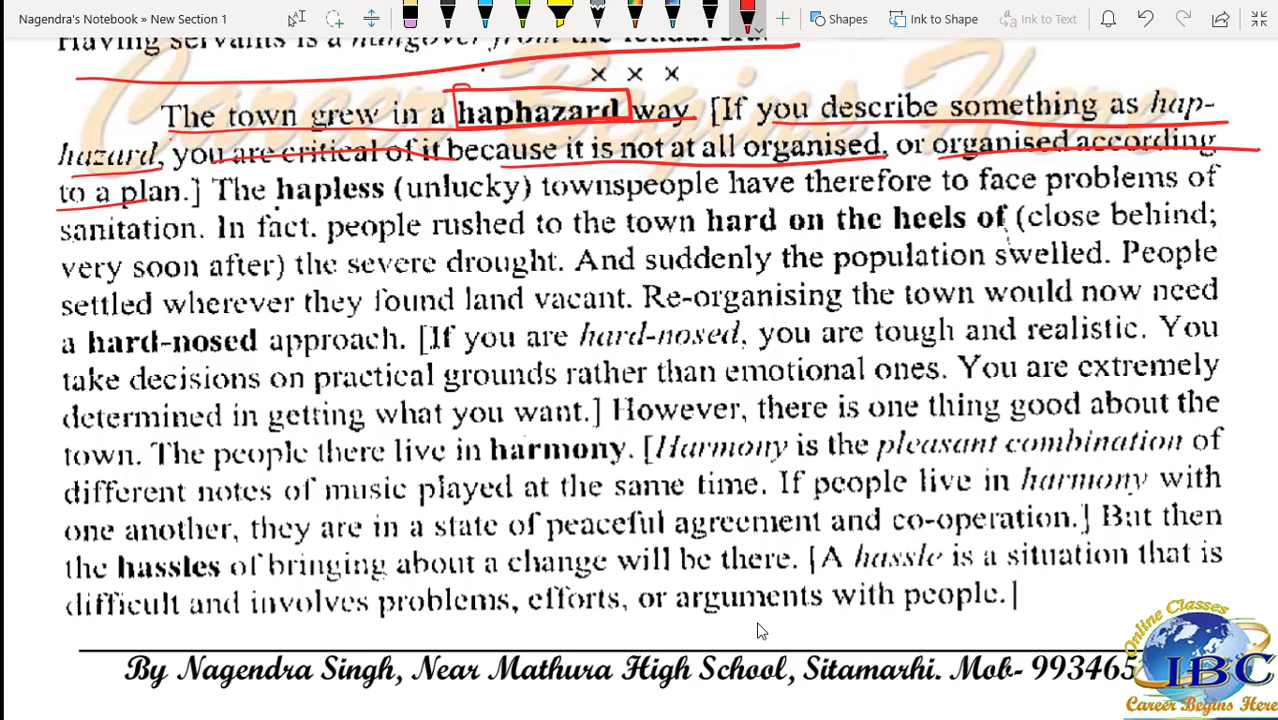 Nagendra's Notebook » New Section 1
Shapes
Ink to Shape
Ink to Text
Having servants is a hangover from the feudal era.
× × ×
The town grew in a haphazard way. [If you describe something as hap-
hazard, you are critical of it because it is not at all organised, or organised according
to a plan.] The hapless (unlucky) townspeople have therefore to face problems of
sanitation. In fact. people rushed to the town hard on the heels of (close behind;
very soon after) the severe drought. And suddenly the population swelled. People
settled wherever they found land vacant. Re-organising the town would now need
a hard-nosed approach. [If you are hard-nosed, you are tough and realistic. You
take decisions on practical grounds rather than emotional ones. You are extremely
determined in getting what you want.] However, there is one thing good about the
town. The people there live in harmony. [Harmony is the pleasant combination of
different notes of music played at the same time. If people live in harmony with
one another, they are in a state of peaceful agreement and co-operation.] But then
the hassles of bringing about a change will be there. [A hassle is a situation that is
difficult and involves problems, efforts, or arguments with people.]
Career Begins Here
By Nagendra Singh, Near Mathura High School, Sitamarhi. Mob- 993465
Online Classes
IBC
Career Begins Here